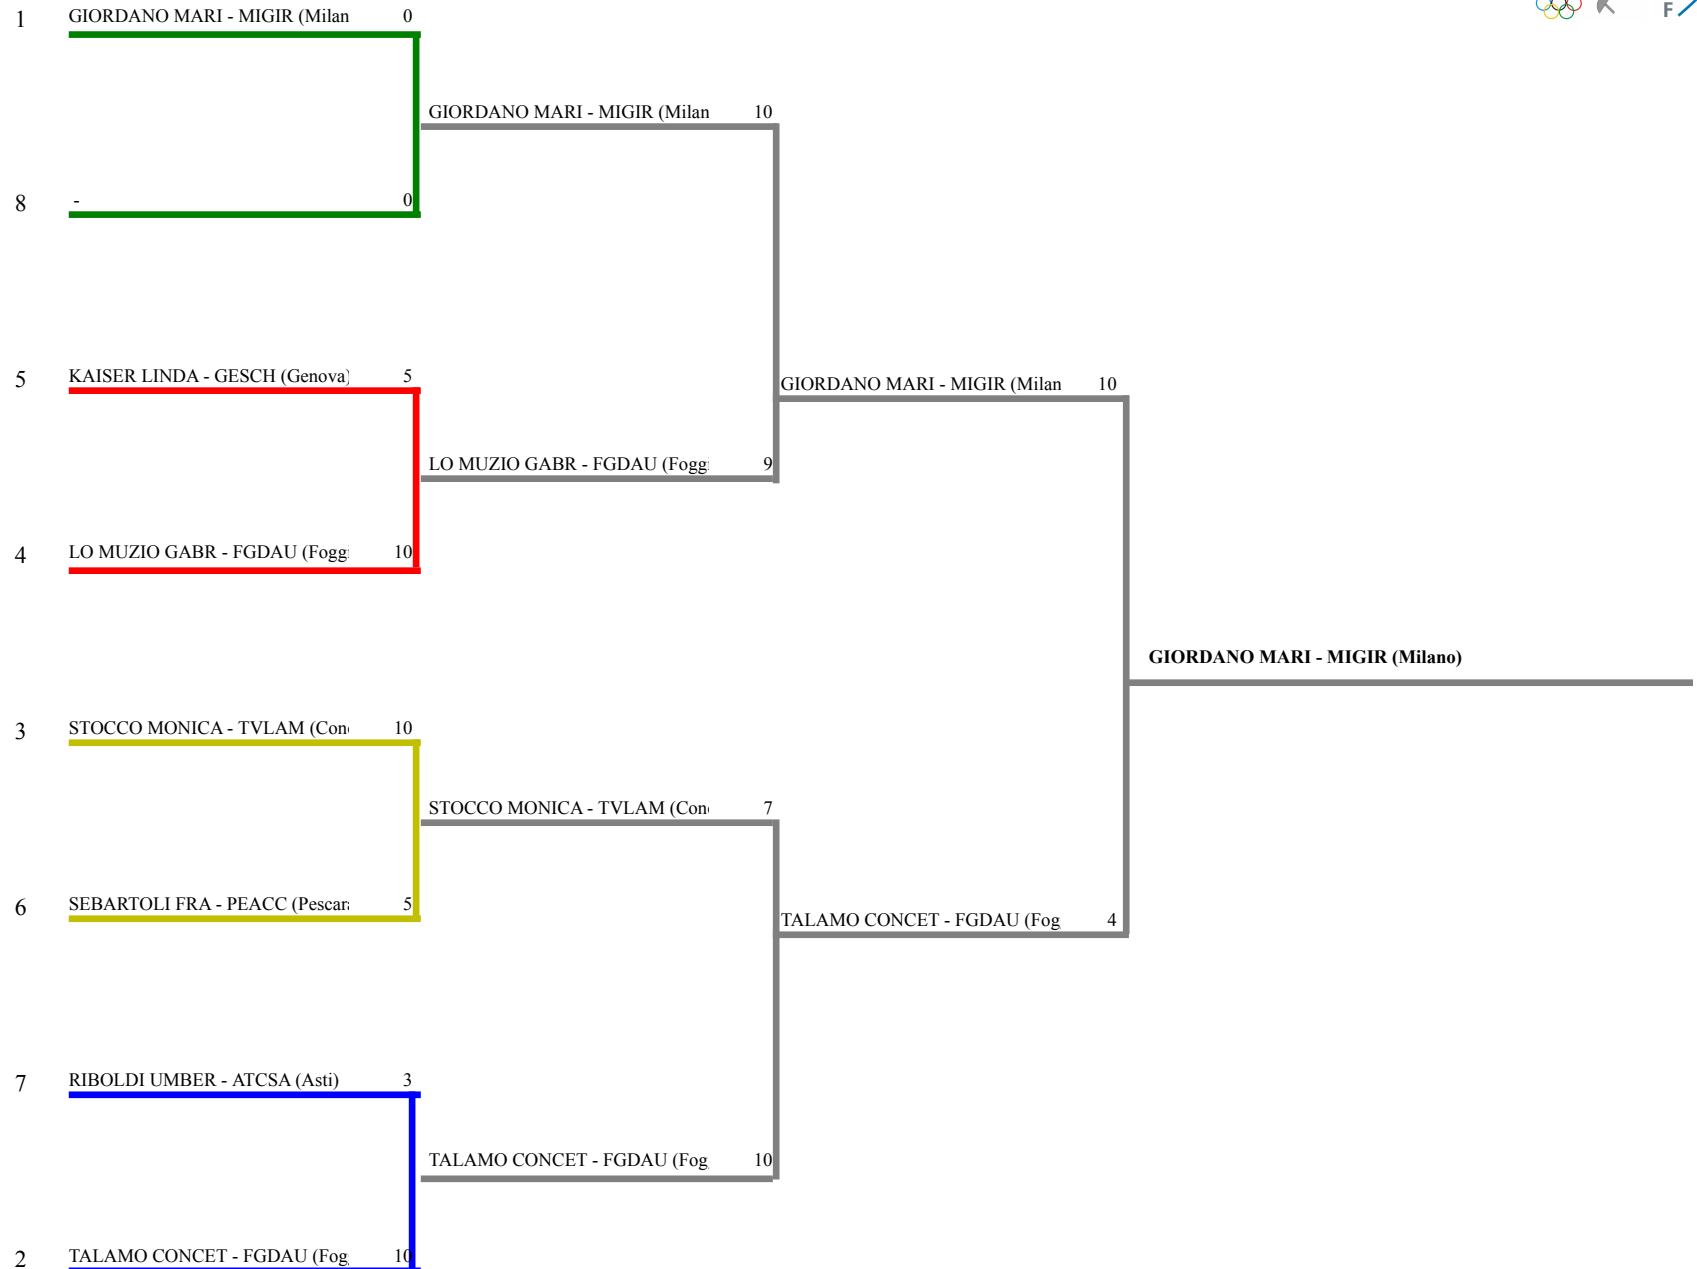 1 GIORDANO MARI - MIGIR (Milan 0
F
GIORDANO MARI - MIGIR (Milan 10
8 - 0
5 KAISER LINDA - GESCH (Genova) 5
GIORDANO MARI - MIGIR (Milan 10
LO MUZIO GABR - FGDAU (Foggi 9
4 LO MUZIO GABR - FGDAU (Foggi 10
GIORDANO MARI - MIGIR (Milano)
3 STOCCO MONICA - TVLAM (Con 10
STOCCO MONICA - TVLAM (Con 7
6 SEBARTOLI FRA - PEACC (Pescar 5
TALAMO CONCET - FGDAU (Fog 4
7 RIBOLDI UMBER - ATCSA (Asti) 3
TALAMO CONCET - FGDAU (Fog 10
2 TALAMO CONCET - FGDAU (Fog 10